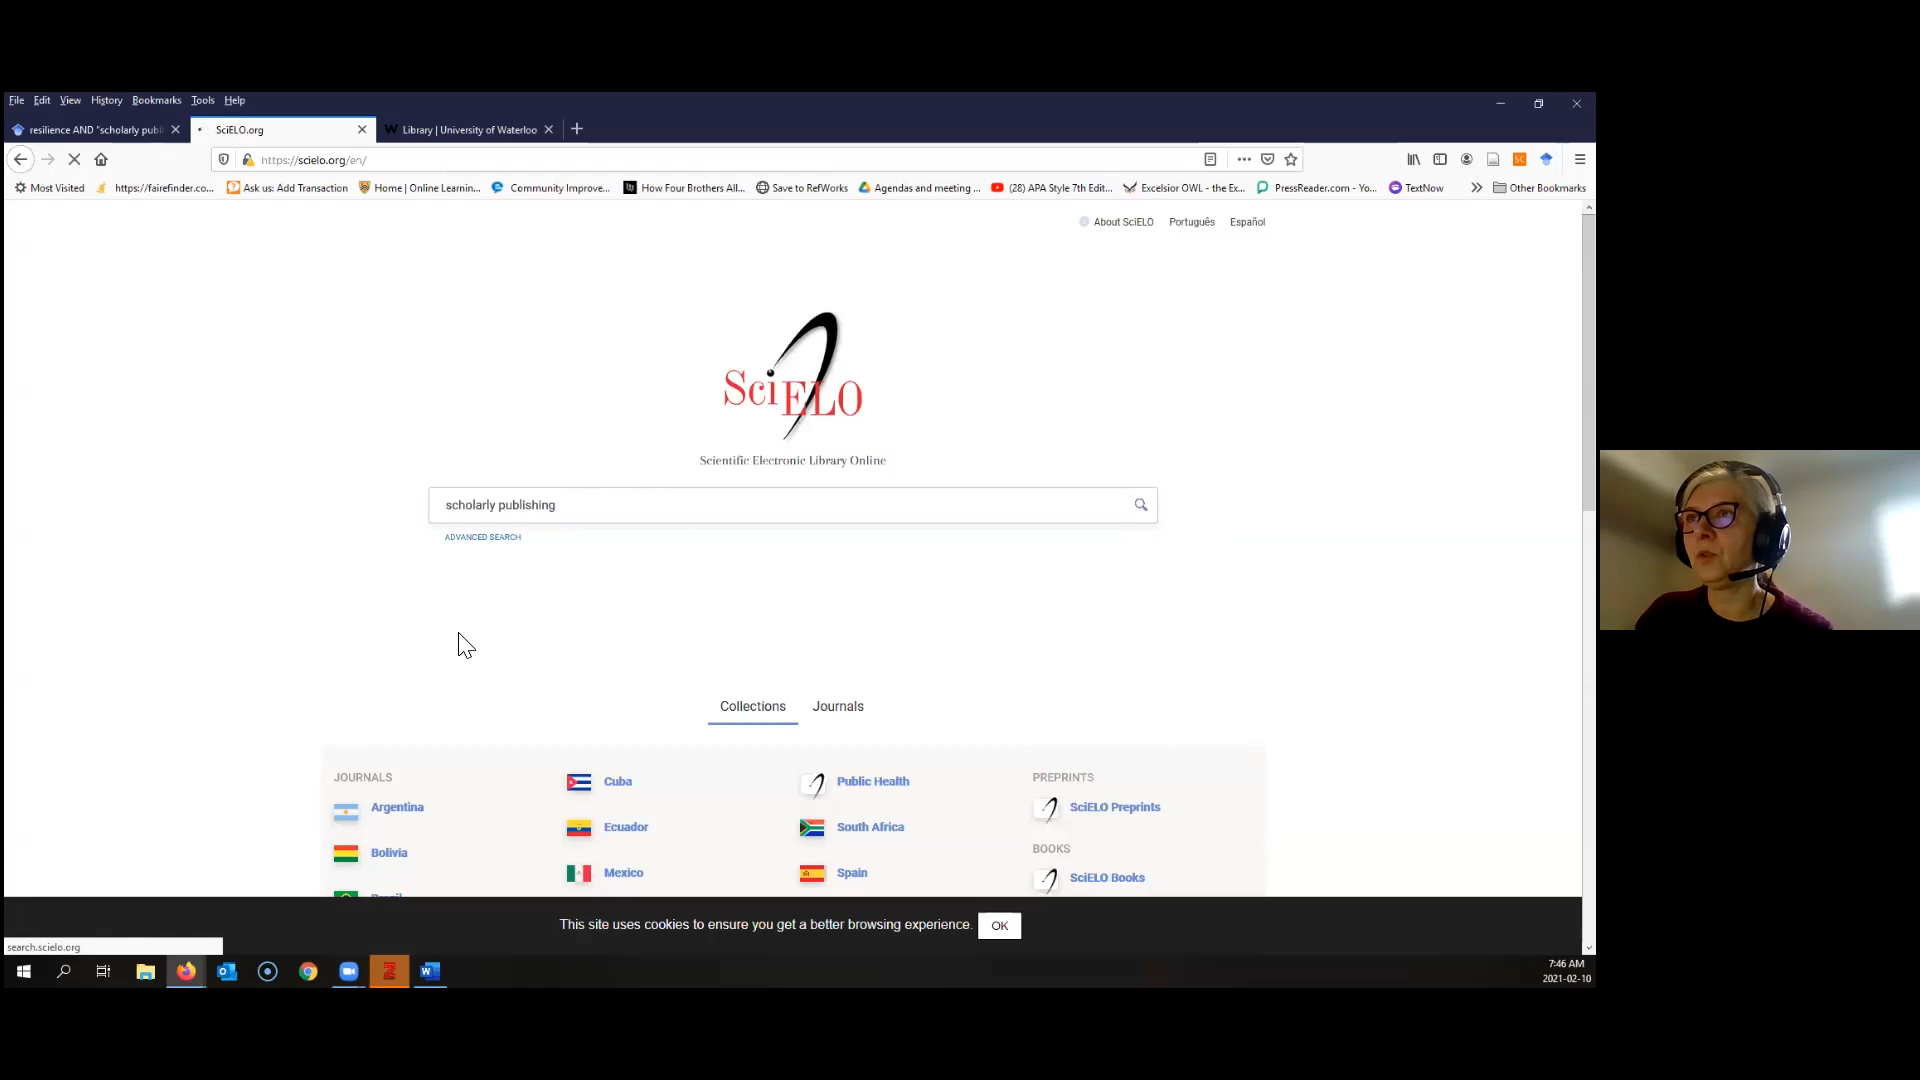 File Edit View History Bookmarks Tools Help
resilience AND "scholarly publi
SciELO.org
Library | University of Waterloo
https://scielo.org/en/
Most Visited
https://fairefinder.co...
Ask us: Add Transaction
Home | Online Learnin...
Community Improve...
How Four Brothers All...
Save to RefWorks
Agendas and meeting ...
(28) APA Style 7th Edit...
Excelsior OWL - the Ex...
PressReader.com - Yo...
TextNow
Other Bookmarks
About SciELO Português Español
SciELO
Scientific Electronic Library Online
scholarly publishing
ADVANCED SEARCH
Collections Journals
JOURNALS
Argentina
Bolivia
Cuba
Ecuador
Mexico
Public Health
South Africa
Spain
PREPRINTS
SciELO Preprints
BOOKS
SciELO Books
This site uses cookies to ensure you get a better browsing experience. OK
search.scielo.org
7:46 AM
2021-02-10